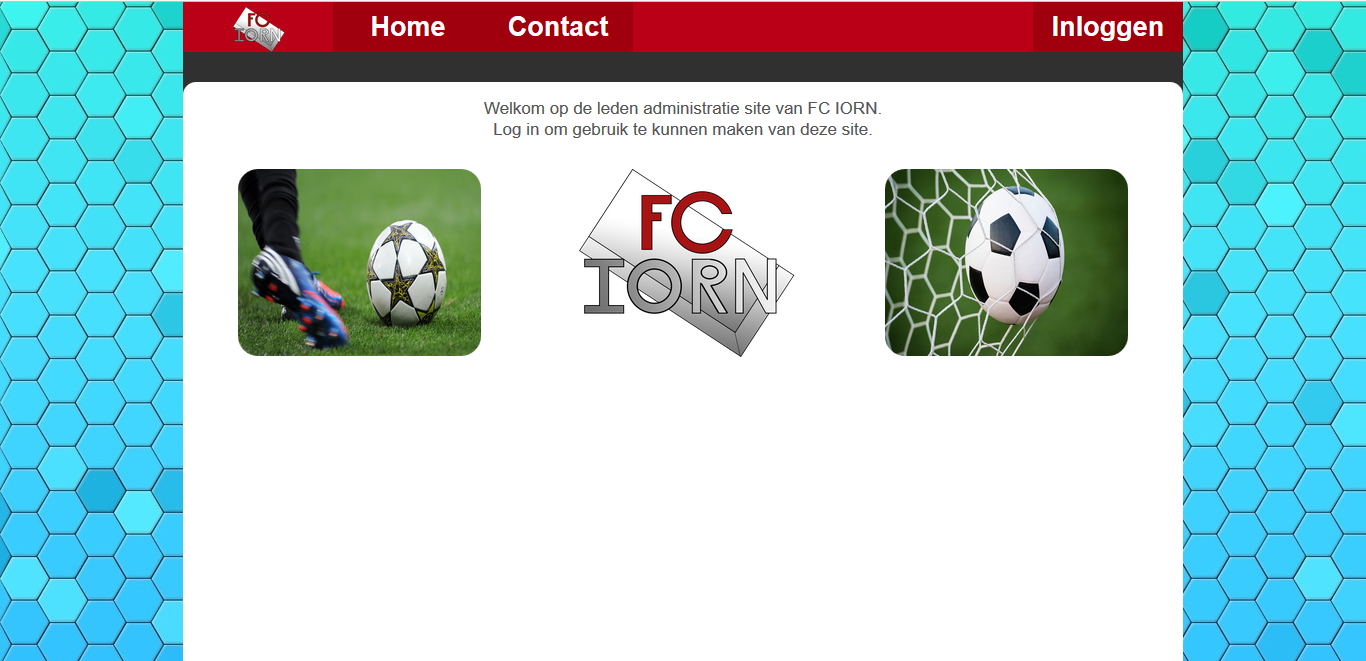 FC
IORN
Home
Contact
Inloggen
Welkom op de leden administratie site van FC IORN.
Log in om gebruik te kunnen maken van deze site.
FC
IORN